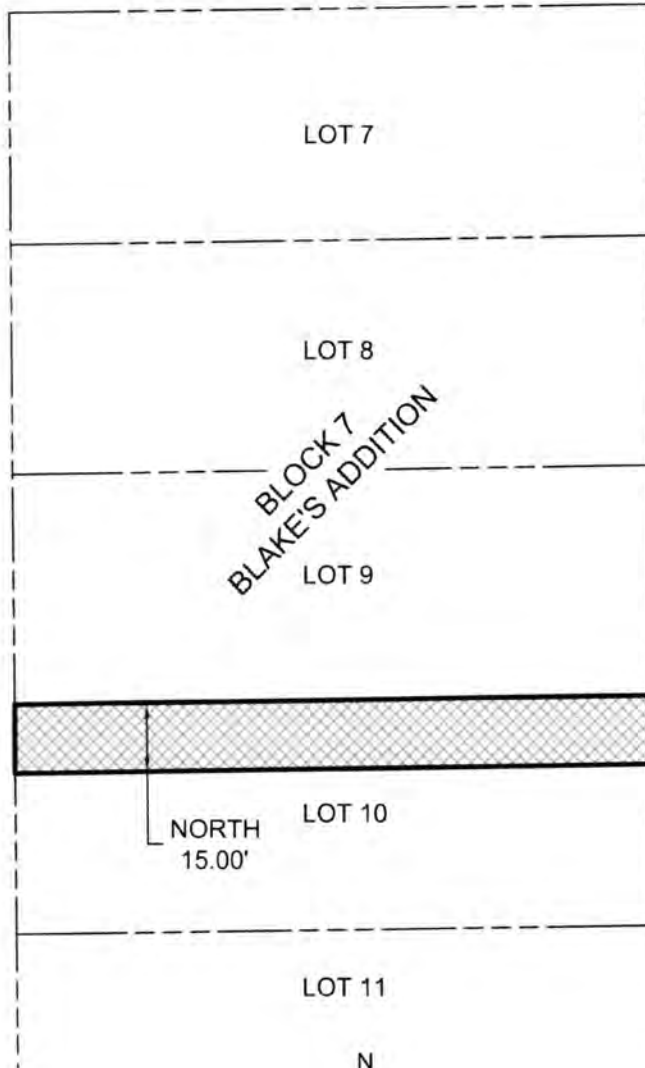 LOT 7
LOT 8
BLOCK 7
BLAKE'S ADDITION
LOT 9
LOT 10
NORTH
15.00'
LOT 11
N